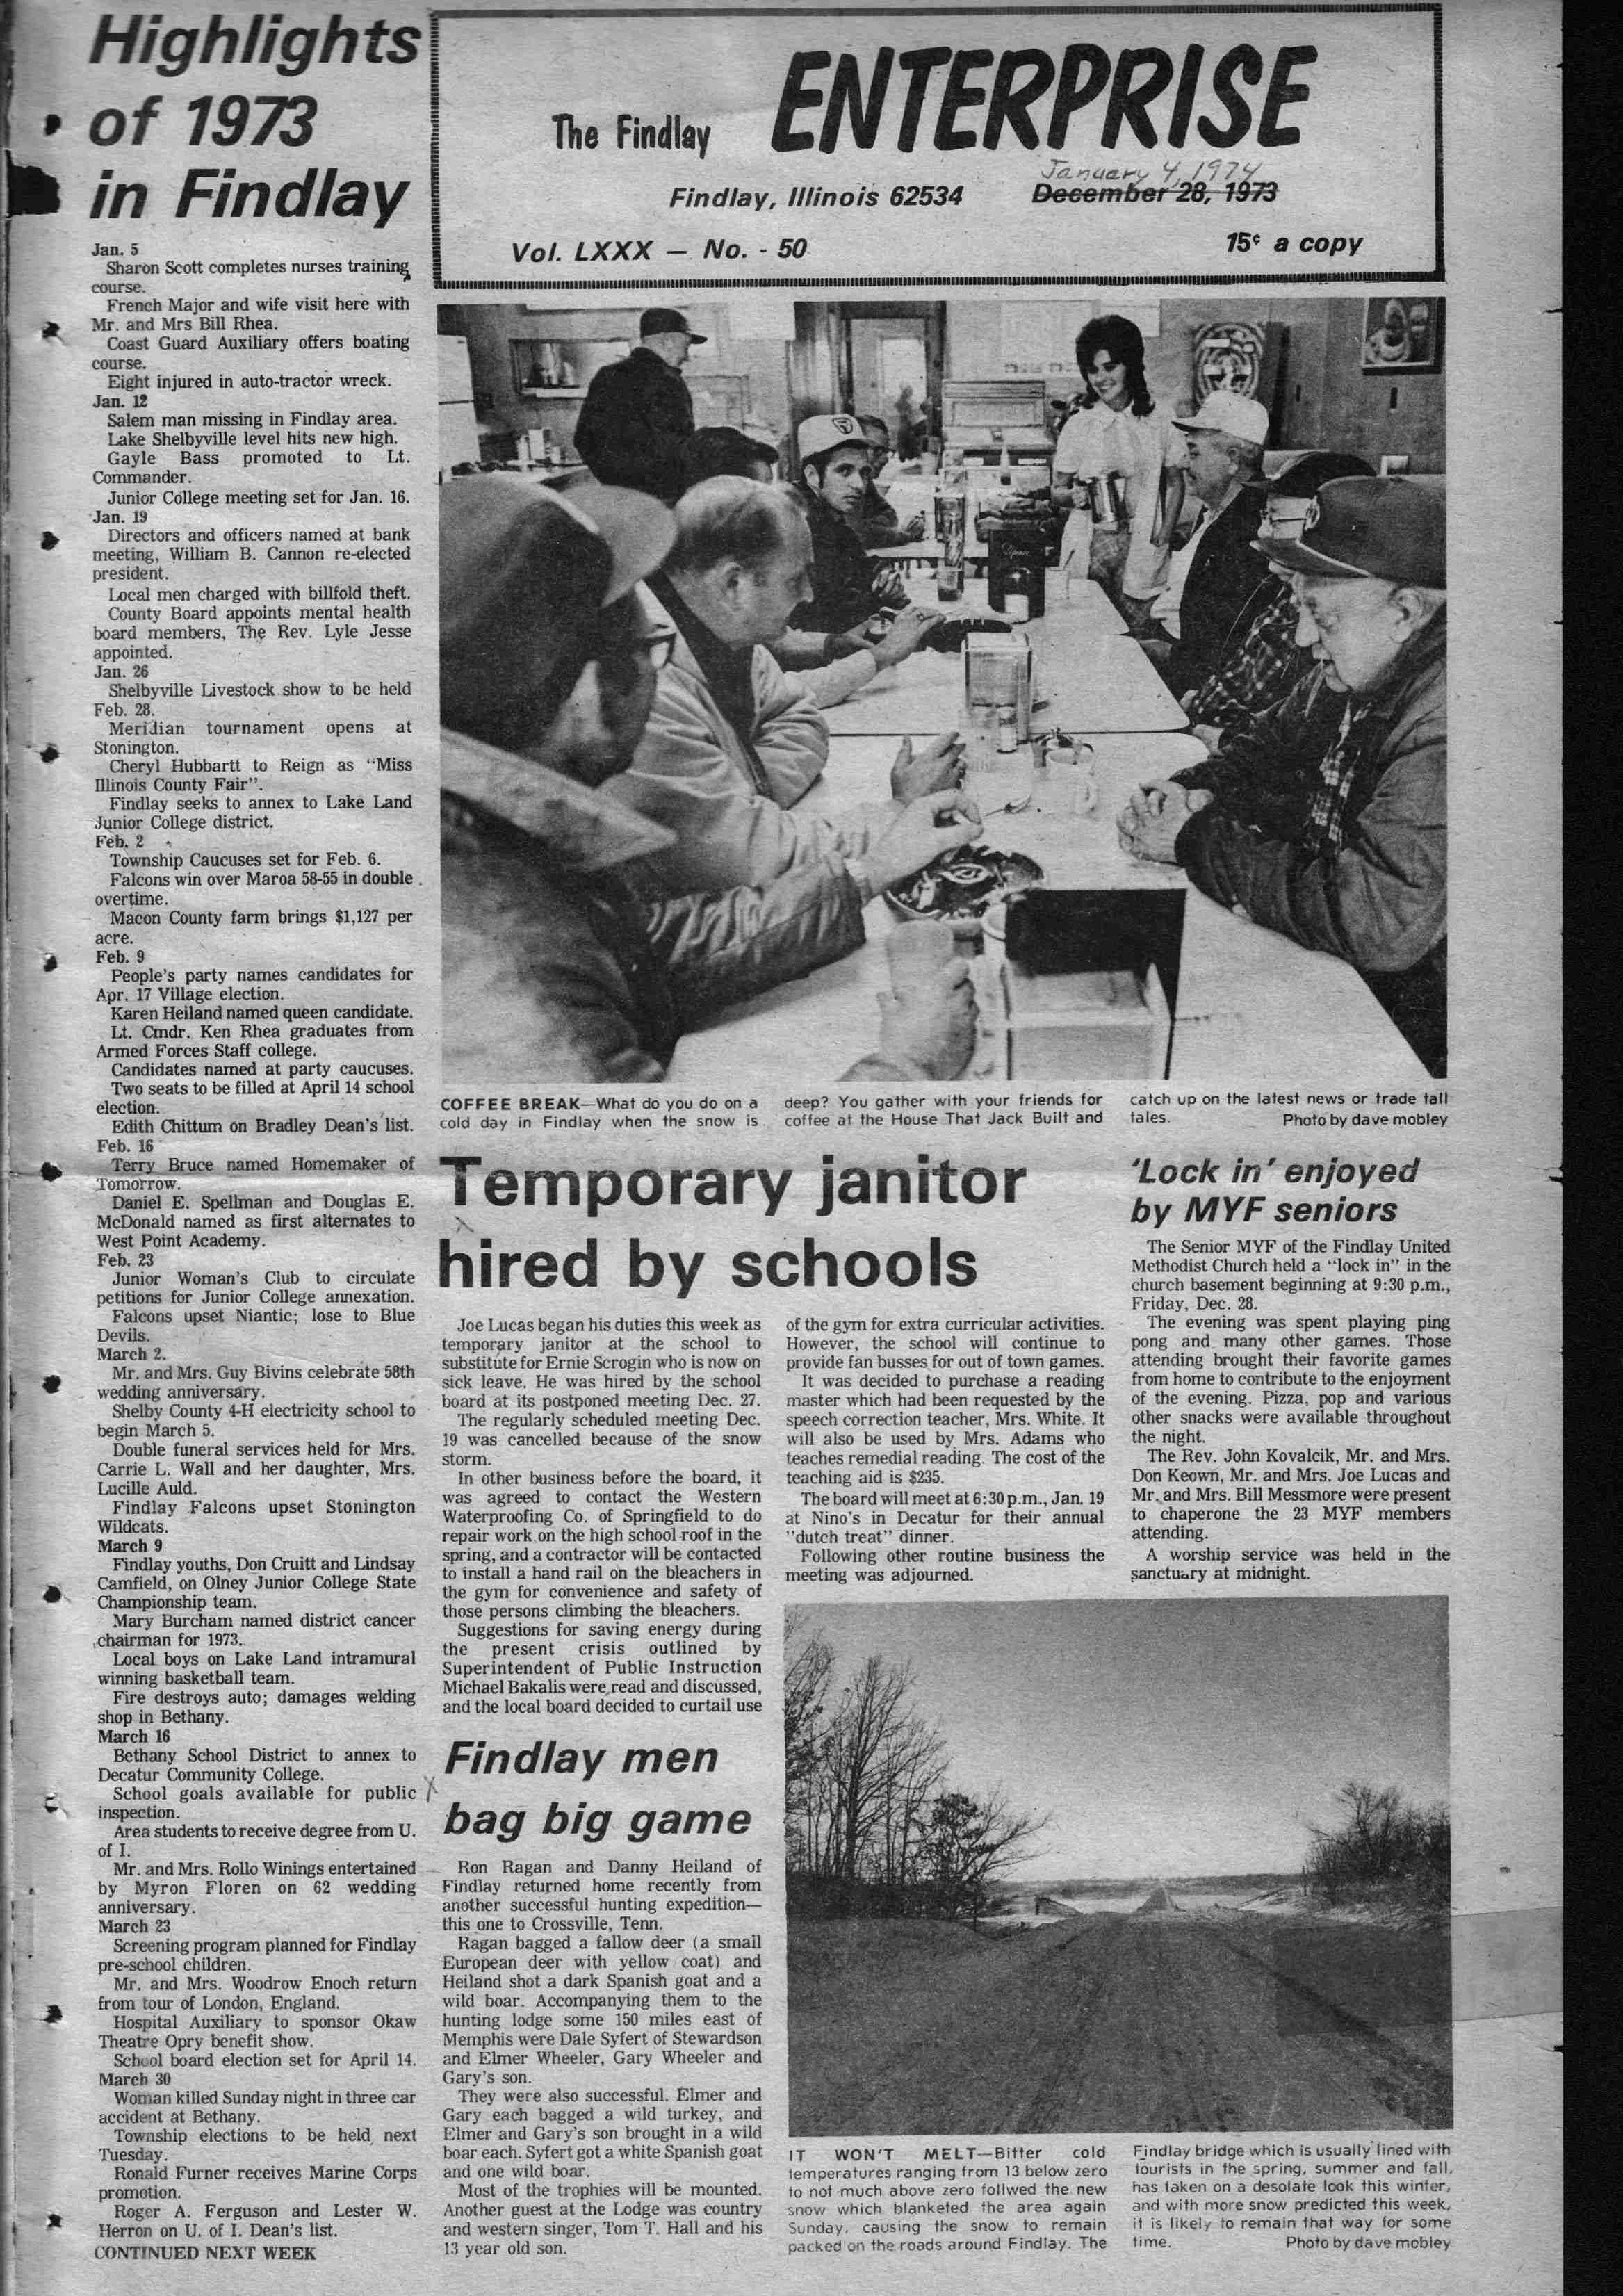 Highlights
of 1973
in Findlay
Jan. 5
Sharon Scott completes nurses training
course.
French Major and wife visit here with
Mr. and Mrs Bill Rhea.
Coast Guard Auxiliary offers boating
course.
Eight injured in auto-tractor wreck.
Jan. 12
Salem man missing in Findlay area.
Lake Shelbyville level hits new high.
Gayle Bass promoted to Lt.
Commander.
Junior College meeting set for Jan. 16.
Jan. 19
Directors and officers named at bank
meeting, William B. Cannon re-elected
president.
Local men charged with billfold theft.
County Board appoints mental health
board members, The Rev. Lyle Jesse
appointed.
Jan. 26
Shelbyville Livestock show to be held
Feb. 28.
Meridian tournament opens at
Stonington.
Cheryl Hubbartt to Reign as "Miss
Illinois County Fair".
Findlay seeks to annex to Lake Land
Junior College district.
Feb. 2
Township Caucuses set for Feb. 6.
Falcons win over Maroa 58-55 in double
overtime.
Macon County farm brings $1,127 per
acre.
Feb. 9
People's party names candidates for
Apr. 17 Village election.
Karen Heiland named queen candidate.
Lt. Cmdr. Ken Rhea graduates from
Armed Forces Staff college.
Candidates named at party caucuses.
Two seats to be filled at April 14 school
election.
Edith Chittum on Bradley Dean's list.
Feb. 16
Terry Bruce named Homemaker of
Tomorrow.
Daniel E. Spellman and Douglas E.
McDonald named as first alternates to
West Point Academy.
Feb. 23
Junior Woman's Club to circulate
petitions for Junior College annexation.
Falcons upset Niantic; lose to Blue
Devils.
March 2.
Mr. and Mrs. Guy Bivins celebrate 58th
wedding anniversary.
Shelby County 4-H electricity school to
begin March 5.
Double funeral services held for Mrs.
Carrie L. Wall and her daughter, Mrs.
Lucille Auld.
Findlay Falcons upset Stonington
Wildcats.
March 9
Findlay youths, Don Cruitt and Lindsay
Camfield, on Olney Junior College State
Championship team.
Mary Burcham named district cancer
chairman for 1973.
Local boys on Lake Land intramural
winning basketball team.
Fire destroys auto; damages welding
shop in Bethany.
March 16
Bethany School District to annex to
Decatur Community College.
School goals available for public
inspection.
Area students to receive degree from U.
of I.
Mr. and Mrs. Rollo Winings entertained
by Myron Floren on 62 wedding
anniversary.
March 23
Screening program planned for Findlay
pre-school children.
Mr. and Mrs. Woodrow Enoch return
from tour of London, England.
Hospital Auxiliary to sponsor Okaw
Theatre Opry benefit show.
School board election set for April 14.
March 30
Woman killed Sunday night in three car
accident at Bethany.
Township elections to be held next
Tuesday.
Ronald Furner receives Marine Corps
promotion.
Roger A. Ferguson and Lester W.
Herron on U. of I. Dean's list.
CONTINUED NEXT WEEK
The Findlay ENTERPRISE
January 4, 1974
Findlay, Illinois 62534 December 28, 1973
Vol. LXXX — No. - 50 15¢ a copy
COFFEE BREAK—What do you do on a
cold day in Findlay when the snow is
deep? You gather with your friends for
coffee at the House That Jack Built and
catch up on the latest news or trade tall
tales. Photo by dave mobley
Temporary janitor
hired by schools
Joe Lucas began his duties this week as
temporary janitor at the school to
substitute for Ernie Scrogin who is now on
sick leave. He was hired by the school
board at its postponed meeting Dec. 27.
The regularly scheduled meeting Dec.
19 was cancelled because of the snow
storm.
In other business before the board, it
was agreed to contact the Western
Waterproofing Co. of Springfield to do
repair work on the high school roof in the
spring, and a contractor will be contacted
to install a hand rail on the bleachers in
the gym for convenience and safety of
those persons climbing the bleachers.
Suggestions for saving energy during
the present crisis outlined by
Superintendent of Public Instruction
Michael Bakalis were read and discussed,
and the local board decided to curtail use
of the gym for extra curricular activities.
However, the school will continue to
provide fan busses for out of town games.
It was decided to purchase a reading
master which had been requested by the
speech correction teacher, Mrs. White. It
will also be used by Mrs. Adams who
teaches remedial reading. The cost of the
teaching aid is $235.
The board will meet at 6:30 p.m., Jan. 19
at Nino's in Decatur for their annual
"dutch treat" dinner.
Following other routine business the
meeting was adjourned.
'Lock in' enjoyed
by MYF seniors
The Senior MYF of the Findlay United
Methodist Church held a "lock in" in the
church basement beginning at 9:30 p.m.,
Friday, Dec. 28.
The evening was spent playing ping
pong and many other games. Those
attending brought their favorite games
from home to contribute to the enjoyment
of the evening. Pizza, pop and various
other snacks were available throughout
the night.
The Rev. John Kovalcik, Mr. and Mrs.
Don Keown, Mr. and Mrs. Joe Lucas and
Mr. and Mrs. Bill Messmore were present
to chaperone the 23 MYF members
attending.
A worship service was held in the
sanctuary at midnight.
Findlay men
bag big game
Ron Ragan and Danny Heiland of
Findlay returned home recently from
another successful hunting expedition—
this one to Crossville, Tenn.
Ragan bagged a fallow deer (a small
European deer with yellow coat) and
Heiland shot a dark Spanish goat and a
wild boar. Accompanying them to the
hunting lodge some 150 miles east of
Memphis were Dale Syfert of Stewardson
and Elmer Wheeler, Gary Wheeler and
Gary's son.
They were also successful. Elmer and
Gary each bagged a wild turkey, and
Elmer and Gary's son brought in a wild
boar each. Syfert got a white Spanish goat
and one wild boar.
Most of the trophies will be mounted.
Another guest at the Lodge was country
and western singer, Tom T. Hall and his
13 year old son.
IT WON'T MELT—Bitter cold
temperatures ranging from 13 below zero
to not much above zero follwed the new
snow which blanketed the area again
Sunday, causing the snow to remain
packed on the roads around Findlay. The
Findlay bridge which is usually lined with
tourists in the spring, summer and fall,
has taken on a desolate look this winter,
and with more snow predicted this week,
it is likely to remain that way for some
time. Photo by dave mobley